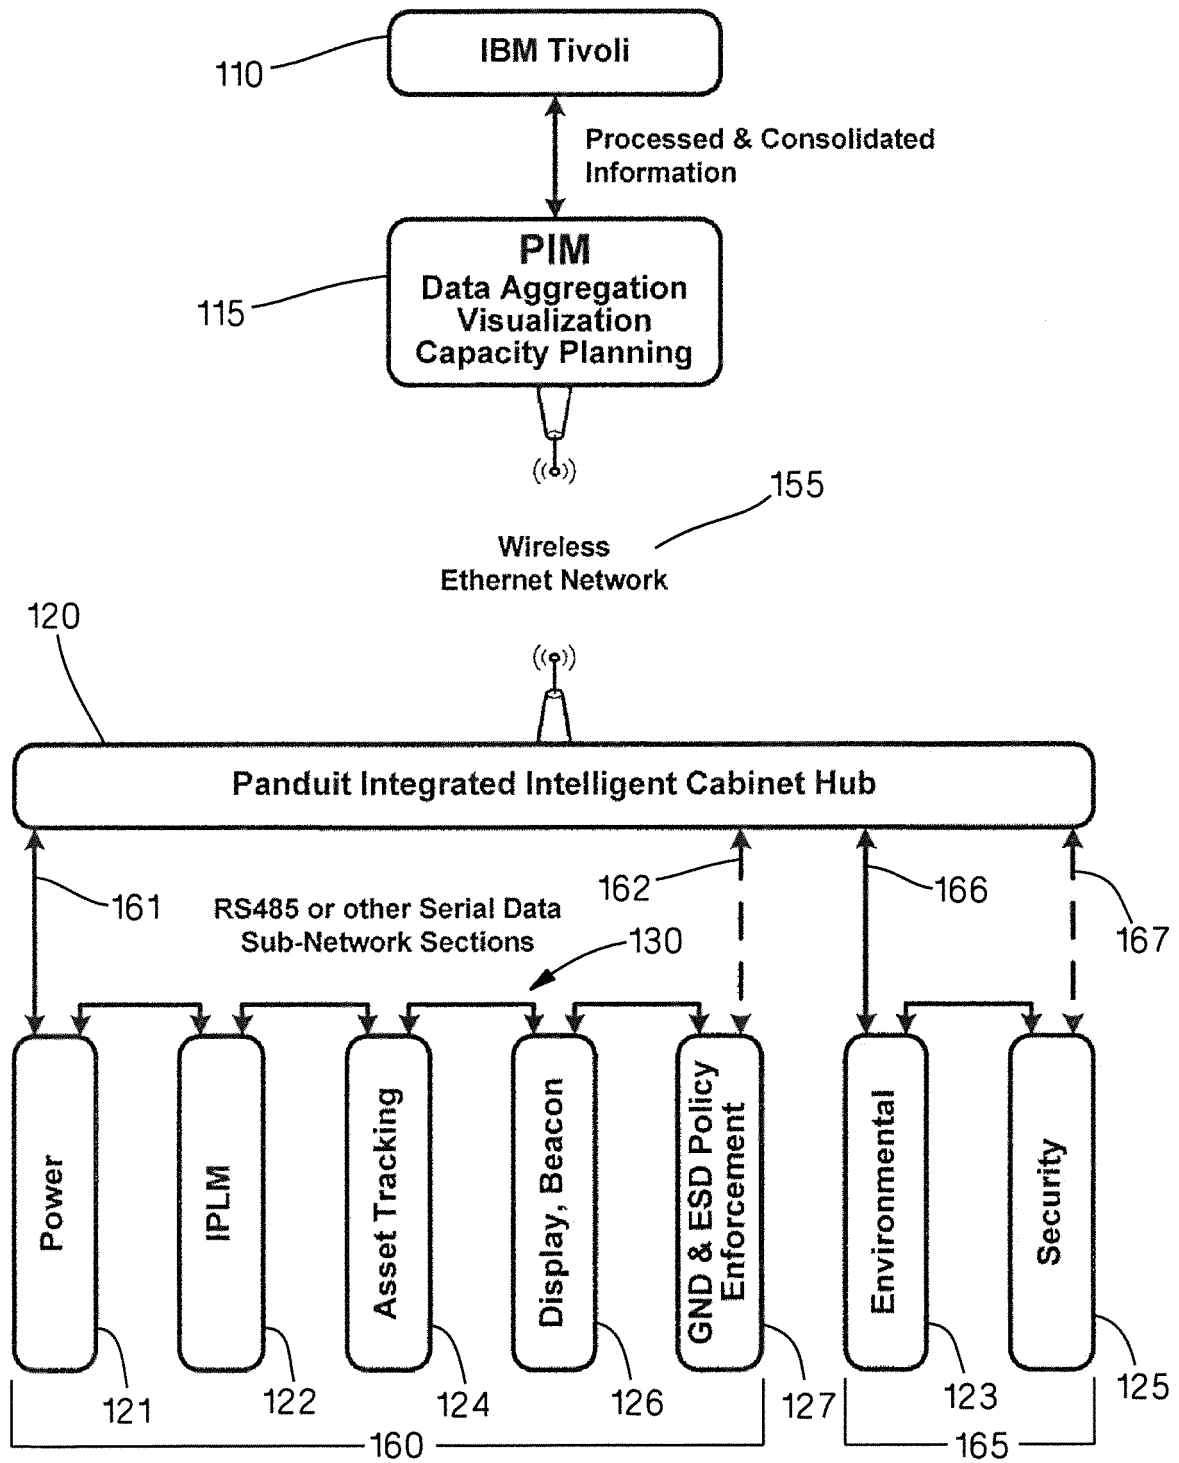 IBM Tivoli
110
Processed & Consolidated
Information
PIM
Data Aggregation
Visualization
Capacity Planning
115
155
Wireless
Ethernet Network
120
Panduit Integrated Intelligent Cabinet Hub
161
162
166
167
RS485 or other Serial Data
Sub-Network Sections
130
Power
IPLM
Asset Tracking
Display, Beacon
GND & ESD Policy
Enforcement
Environmental
Security
121
122
124
126
127
123
125
160
165